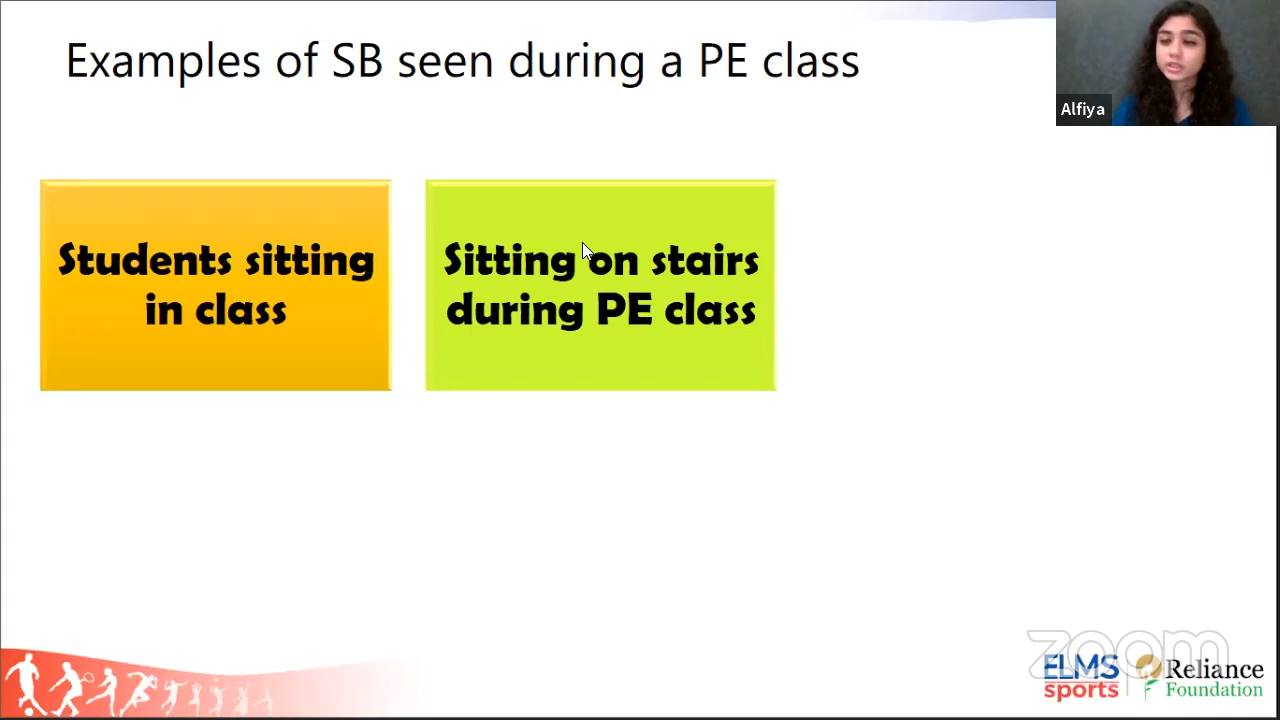 Examples of SB seen during a PE class
Alfiya
Students sitting
in class
Sitting on stairs
during PE class
zoom
ELMS
sports
Reliance
Foundation